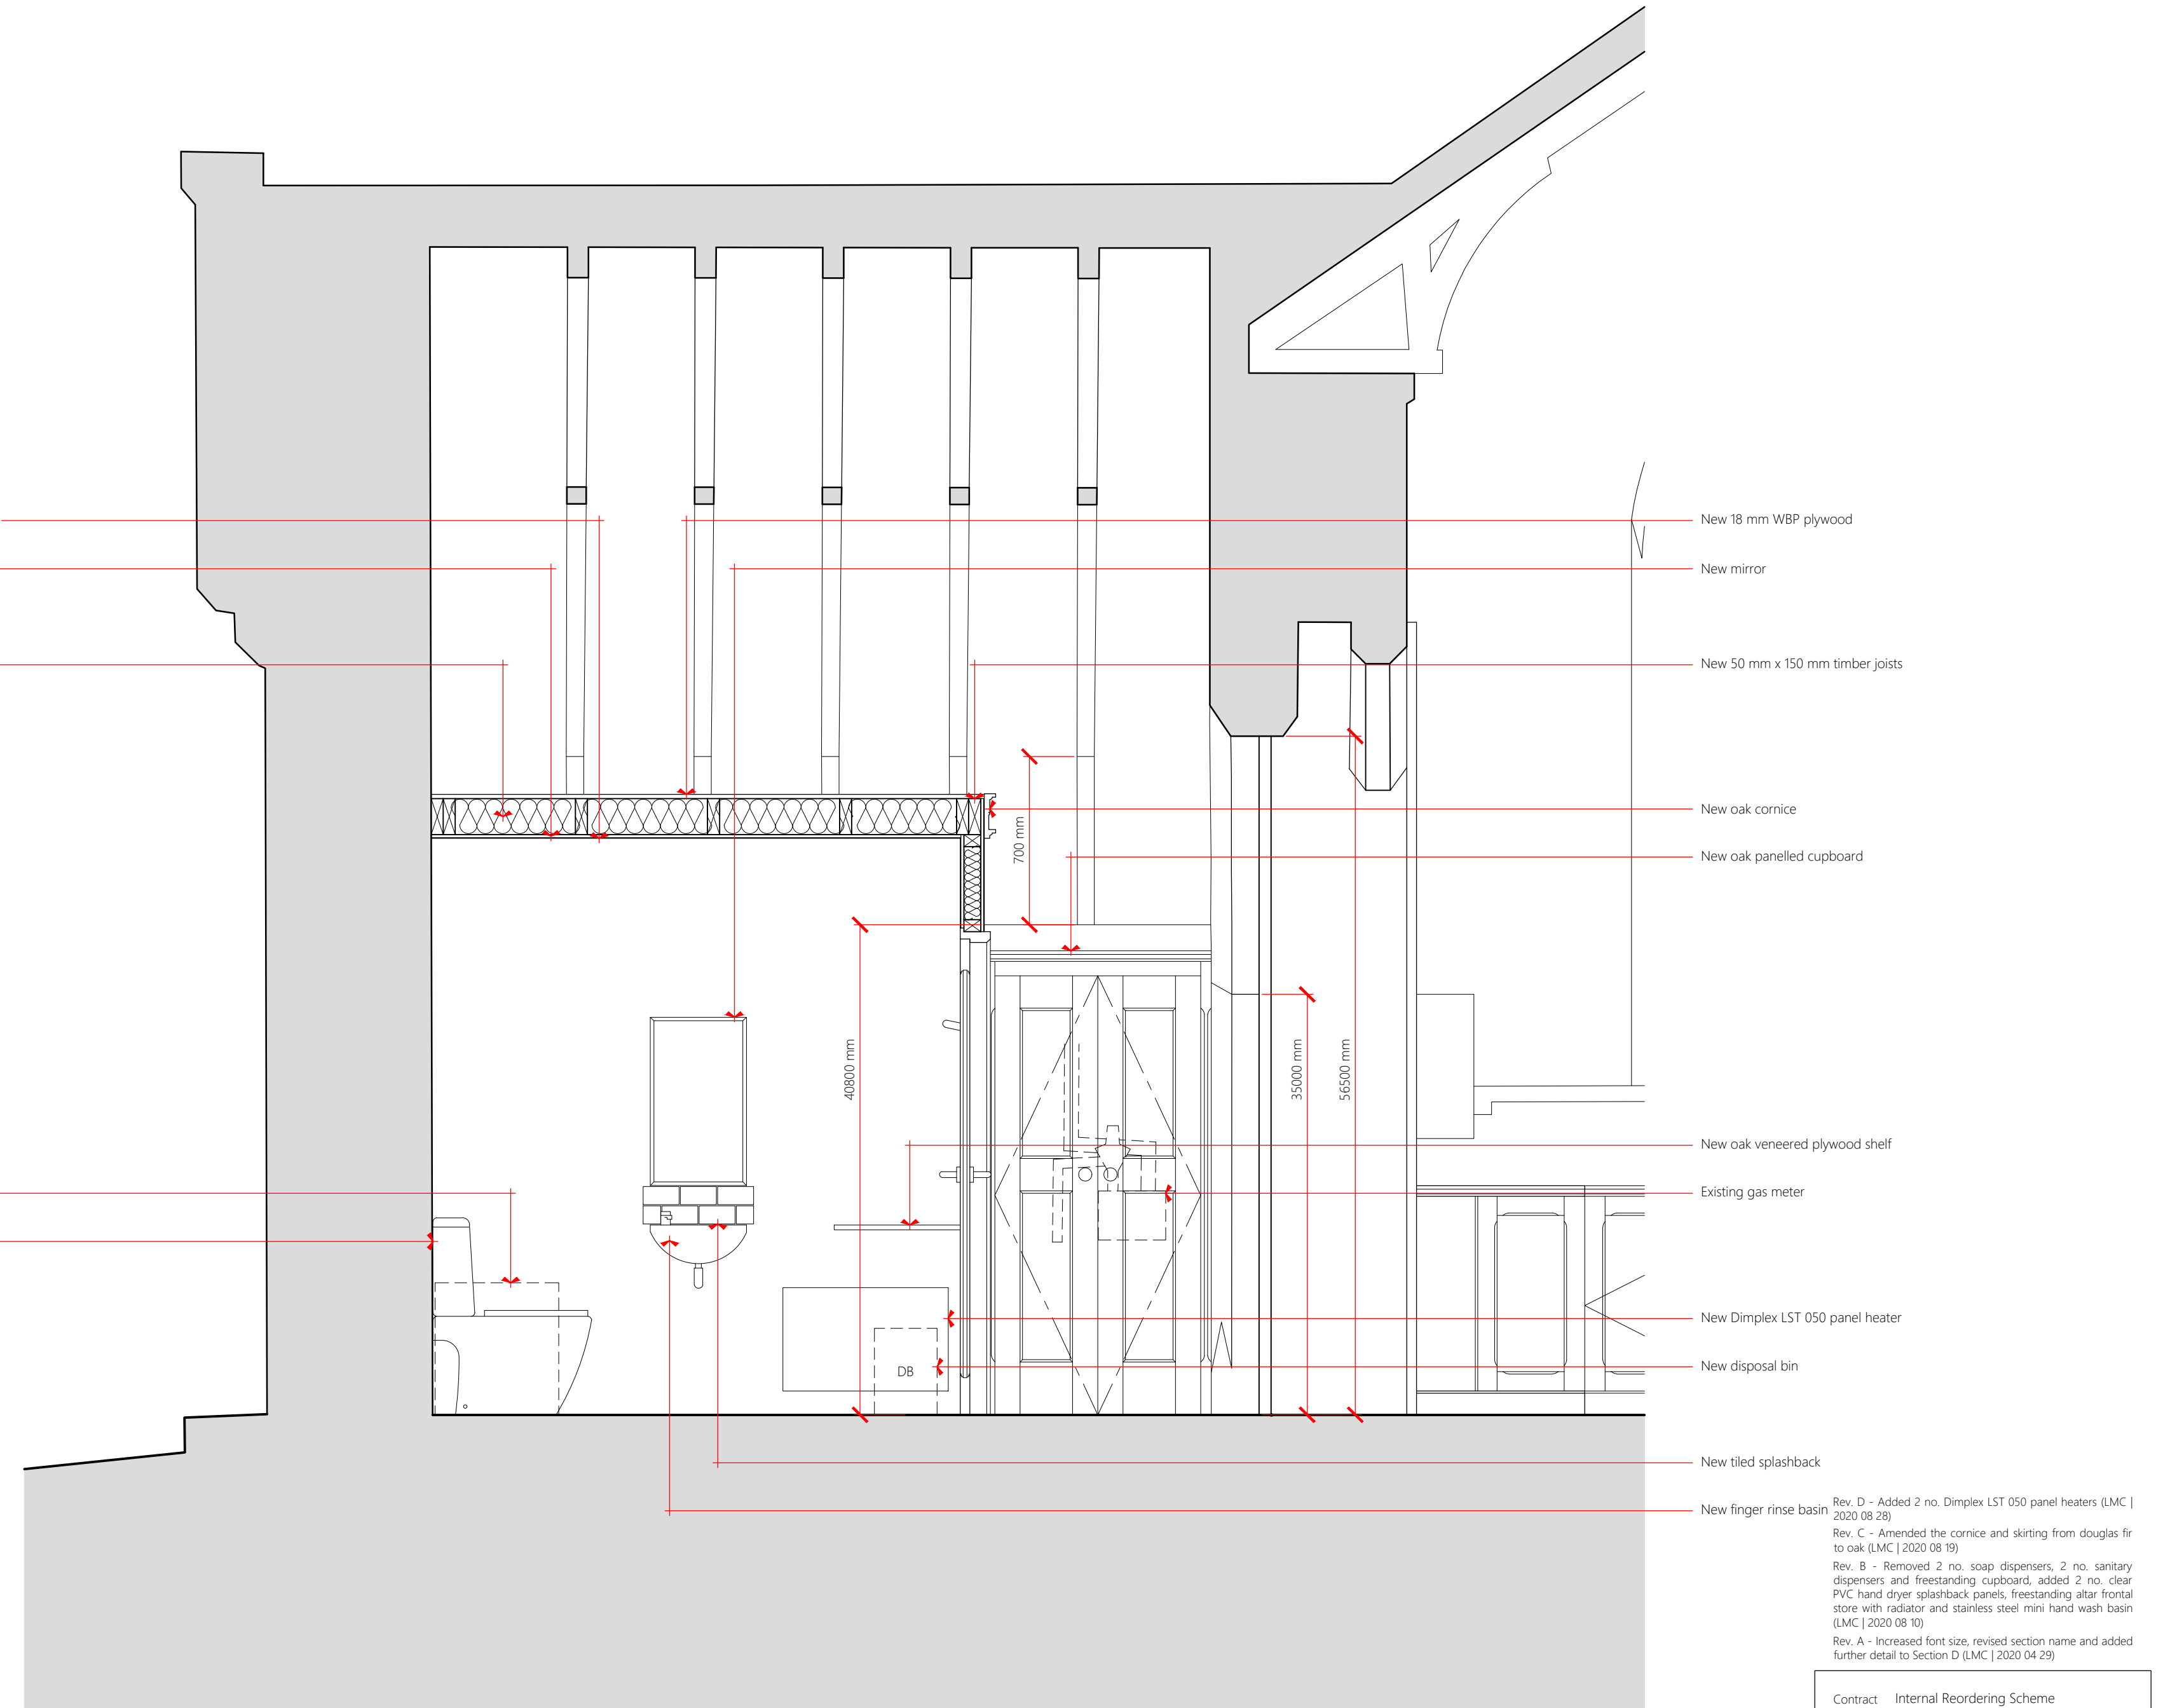 New 18 mm WBP plywood
New mirror
New 50 mm x 150 mm timber joists
New oak cornice
700 mm
New oak panelled cupboard
40800 mm
35000 mm
56500 mm
New oak veneered plywood shelf
Existing gas meter
New Dimplex LST 050 panel heater
New disposal bin
DB
New tiled splashback
New finger rinse basin
Rev. D - Added 2 no. Dimplex LST 050 panel heaters (LMC |
2020 08 28)
Rev. C - Amended the cornice and skirting from douglas fir
to oak (LMC | 2020 08 19)
Rev. B - Removed 2 no. soap dispensers, 2 no. sanitary
dispensers and freestanding cupboard, added 2 no. clear
PVC hand dryer splashback panels, freestanding altar frontal
store with radiator and stainless steel mini hand wash basin
(LMC | 2020 08 10)
Rev. A - Increased font size, revised section name and added
further detail to Section D (LMC | 2020 04 29)
Contract Internal Reordering Scheme